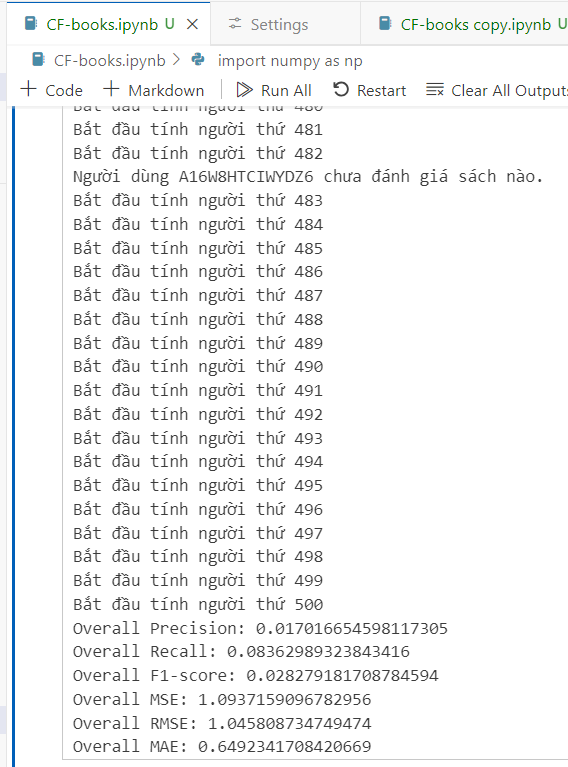 CF-books.ipynb U
Settings
CF-books copy.ipynb U
CF-books.ipynb > import numpy as np
Code
Markdown
Run All
Restart
Clear All Outputs
Bắt đầu tính người thứ 480
Bắt đầu tính người thứ 481
Bắt đầu tính người thứ 482
Người dùng A16W8HTCIWYDZ6 chưa đánh giá sách nào.
Bắt đầu tính người thứ 483
Bắt đầu tính người thứ 484
Bắt đầu tính người thứ 485
Bắt đầu tính người thứ 486
Bắt đầu tính người thứ 487
Bắt đầu tính người thứ 488
Bắt đầu tính người thứ 489
Bắt đầu tính người thứ 490
Bắt đầu tính người thứ 491
Bắt đầu tính người thứ 492
Bắt đầu tính người thứ 493
Bắt đầu tính người thứ 494
Bắt đầu tính người thứ 495
Bắt đầu tính người thứ 496
Bắt đầu tính người thứ 497
Bắt đầu tính người thứ 498
Bắt đầu tính người thứ 499
Bắt đầu tính người thứ 500
Overall Precision: 0.017016654598117305
Overall Recall: 0.08362989323843416
Overall F1-score: 0.028279181708784594
Overall MSE: 1.0937159096782956
Overall RMSE: 1.045808734749474
Overall MAE: 0.6492341708420669